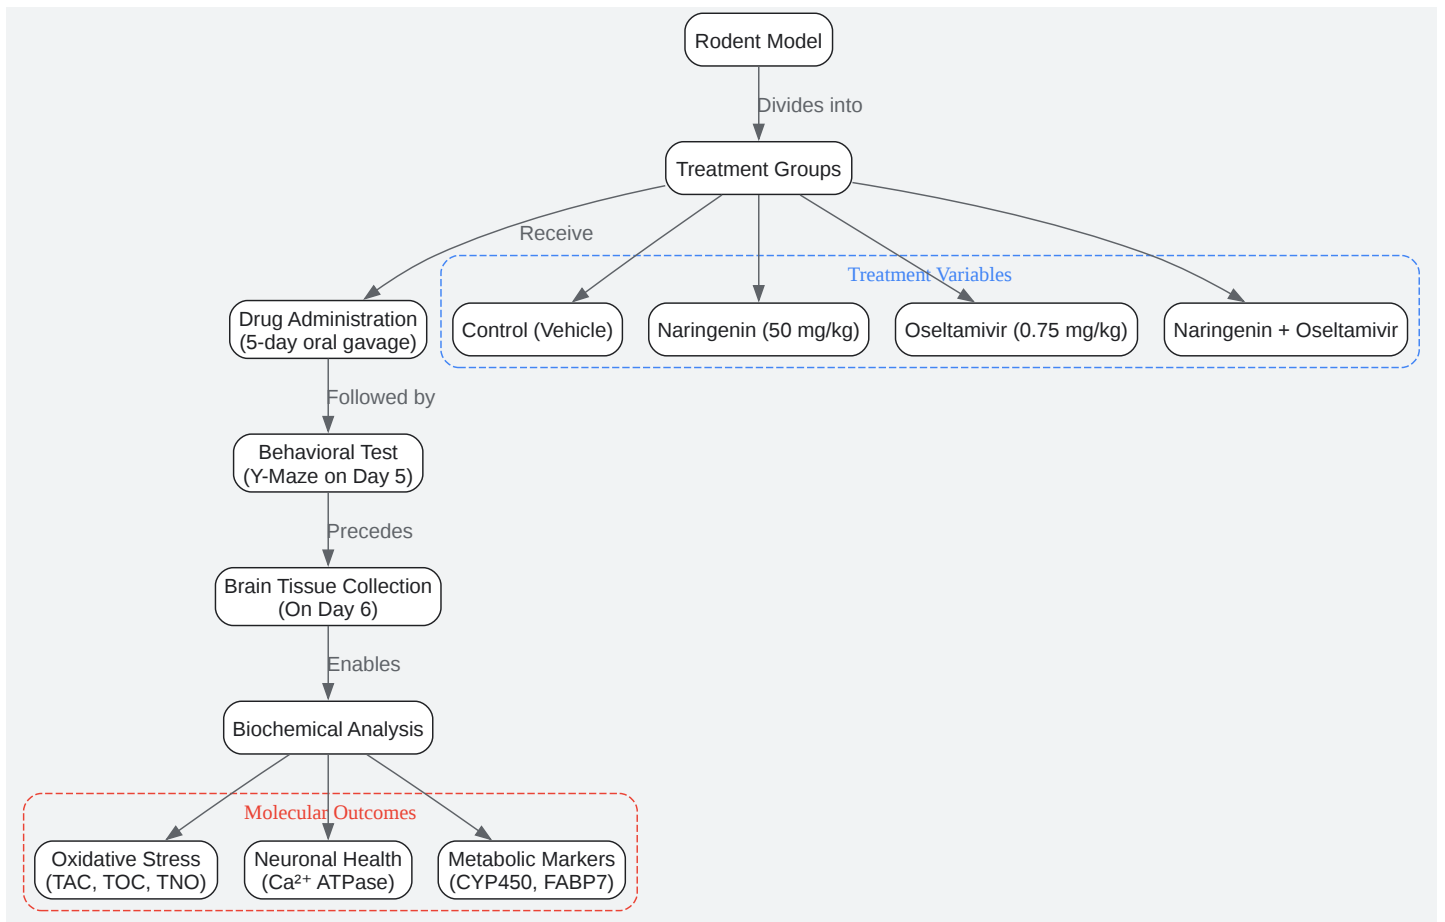 Rodent Model
Divides into
Treatment Groups
Receive
Treatment Variables
Drug Administration
(5-day oral gavage)
Control (Vehicle)
Naringenin (50 mg/kg)
Oseltamivir (0.75 mg/kg)
Naringenin + Oseltamivir
Followed by
Behavioral Test
(Y-Maze on Day 5)
Precedes
Brain Tissue Collection
(On Day 6)
Enables
Biochemical Analysis
Molecular Outcomes
Oxidative Stress
(TAC, TOC, TNO)
Neuronal Health
(Ca²⁺ ATPase)
Metabolic Markers
(CYP450, FABP7)